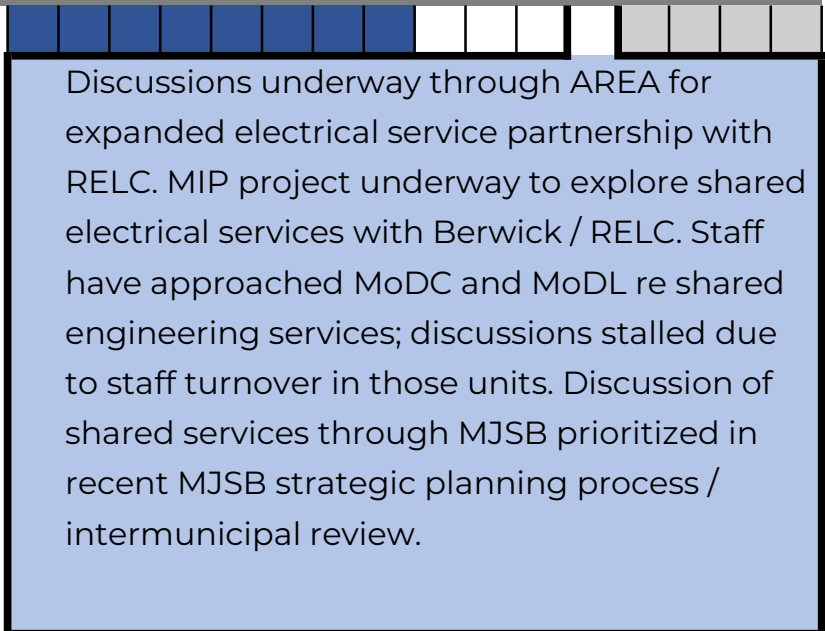 Discussions underway through AREA for
expanded electrical service partnership with
RELC. MIP project underway to explore shared
electrical services with Berwick / RELC. Staff
have approached MoDC and MoDL re shared
engineering services; discussions stalled due
to staff turnover in those units. Discussion of
shared services through MJSB prioritized in
recent MJSB strategic planning process /
intermunicipal review.